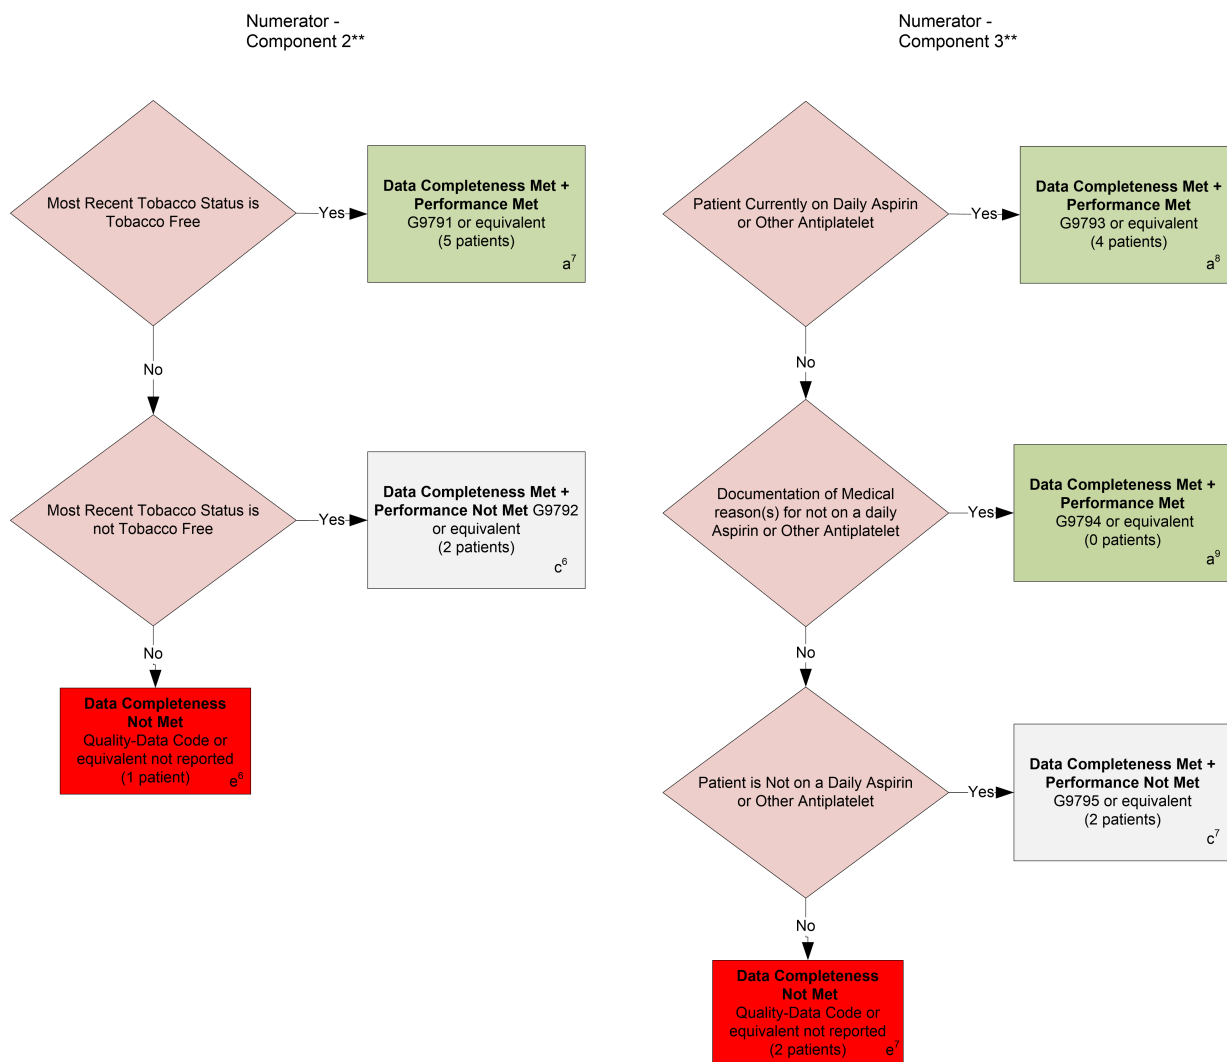 Numerator -
Component 2**
Most Recent Tobacco Status is
Tobacco Free
Yes
Data Completeness Met +
Performance Met
G9791 or equivalent
(5 patients)
a7
No
Most Recent Tobacco Status is
not Tobacco Free
Yes
Data Completeness Met +
Performance Not Met G9792
or equivalent
(2 patients)
c6
No
Data Completeness
Not Met
Quality-Data Code or
equivalent not reported
(1 patient)
e6
Numerator -
Component 3**
Patient Currently on Daily Aspirin
or Other Antiplatelet
Yes
Data Completeness Met +
Performance Met
G9793 or equivalent
(4 patients)
a8
No
Documentation of Medical
reason(s) for not on a daily
Aspirin or Other Antiplatelet
Yes
Data Completeness Met +
Performance Met
G9794 or equivalent
(0 patients)
a9
No
Patient is Not on a Daily Aspirin
or Other Antiplatelet
Yes
Data Completeness Met +
Performance Not Met
G9795 or equivalent
(2 patients)
c7
No
Data Completeness
Not Met
Quality-Data Code or
equivalent not reported
(2 patients)
e7